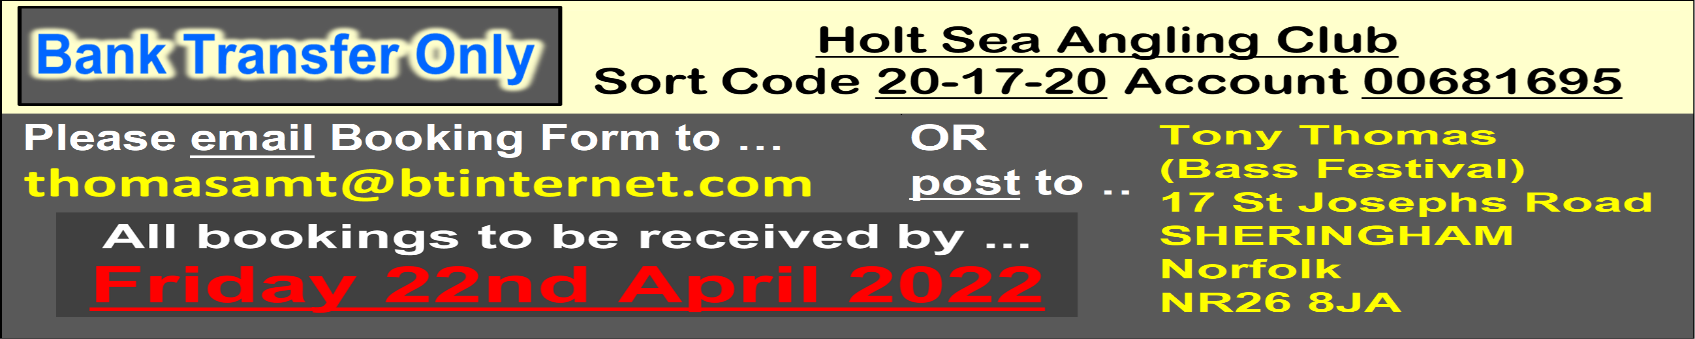 Bank Transfer Only
Holt Sea Angling Club
Sort Code 20-17-20 Account 00681695
Please email Booking Form to ...
thomasamt@btinternet.com
OR
post to ..
Tony Thomas
(Bass Festival)
17 St Josephs Road
SHERINGHAM
Norfolk
NR26 8JA
All bookings to be received by ...
Friday 22nd April 2022